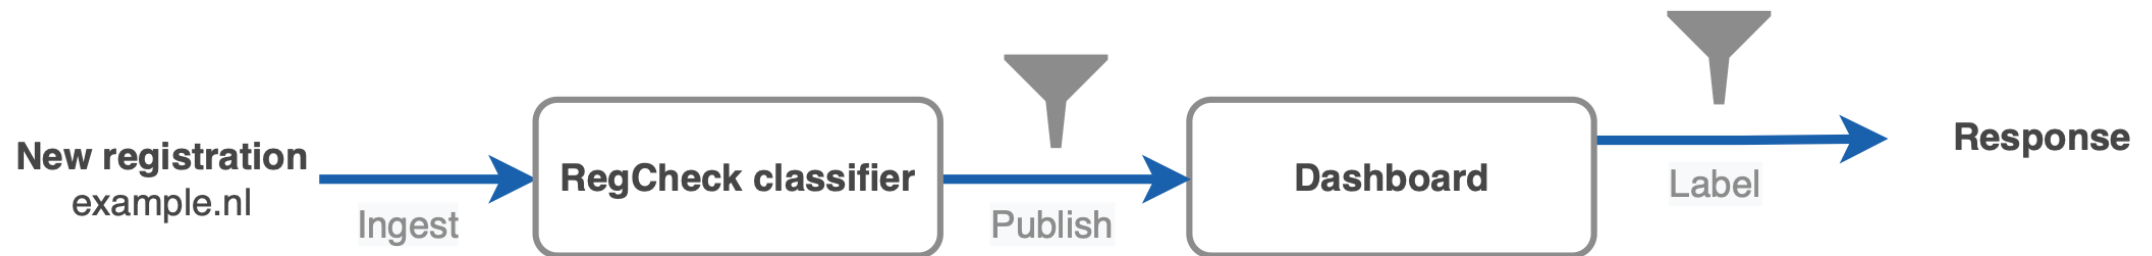 New registration
example.nl
Ingest
RegCheck classifier
Publish
Dashboard
Label
Response